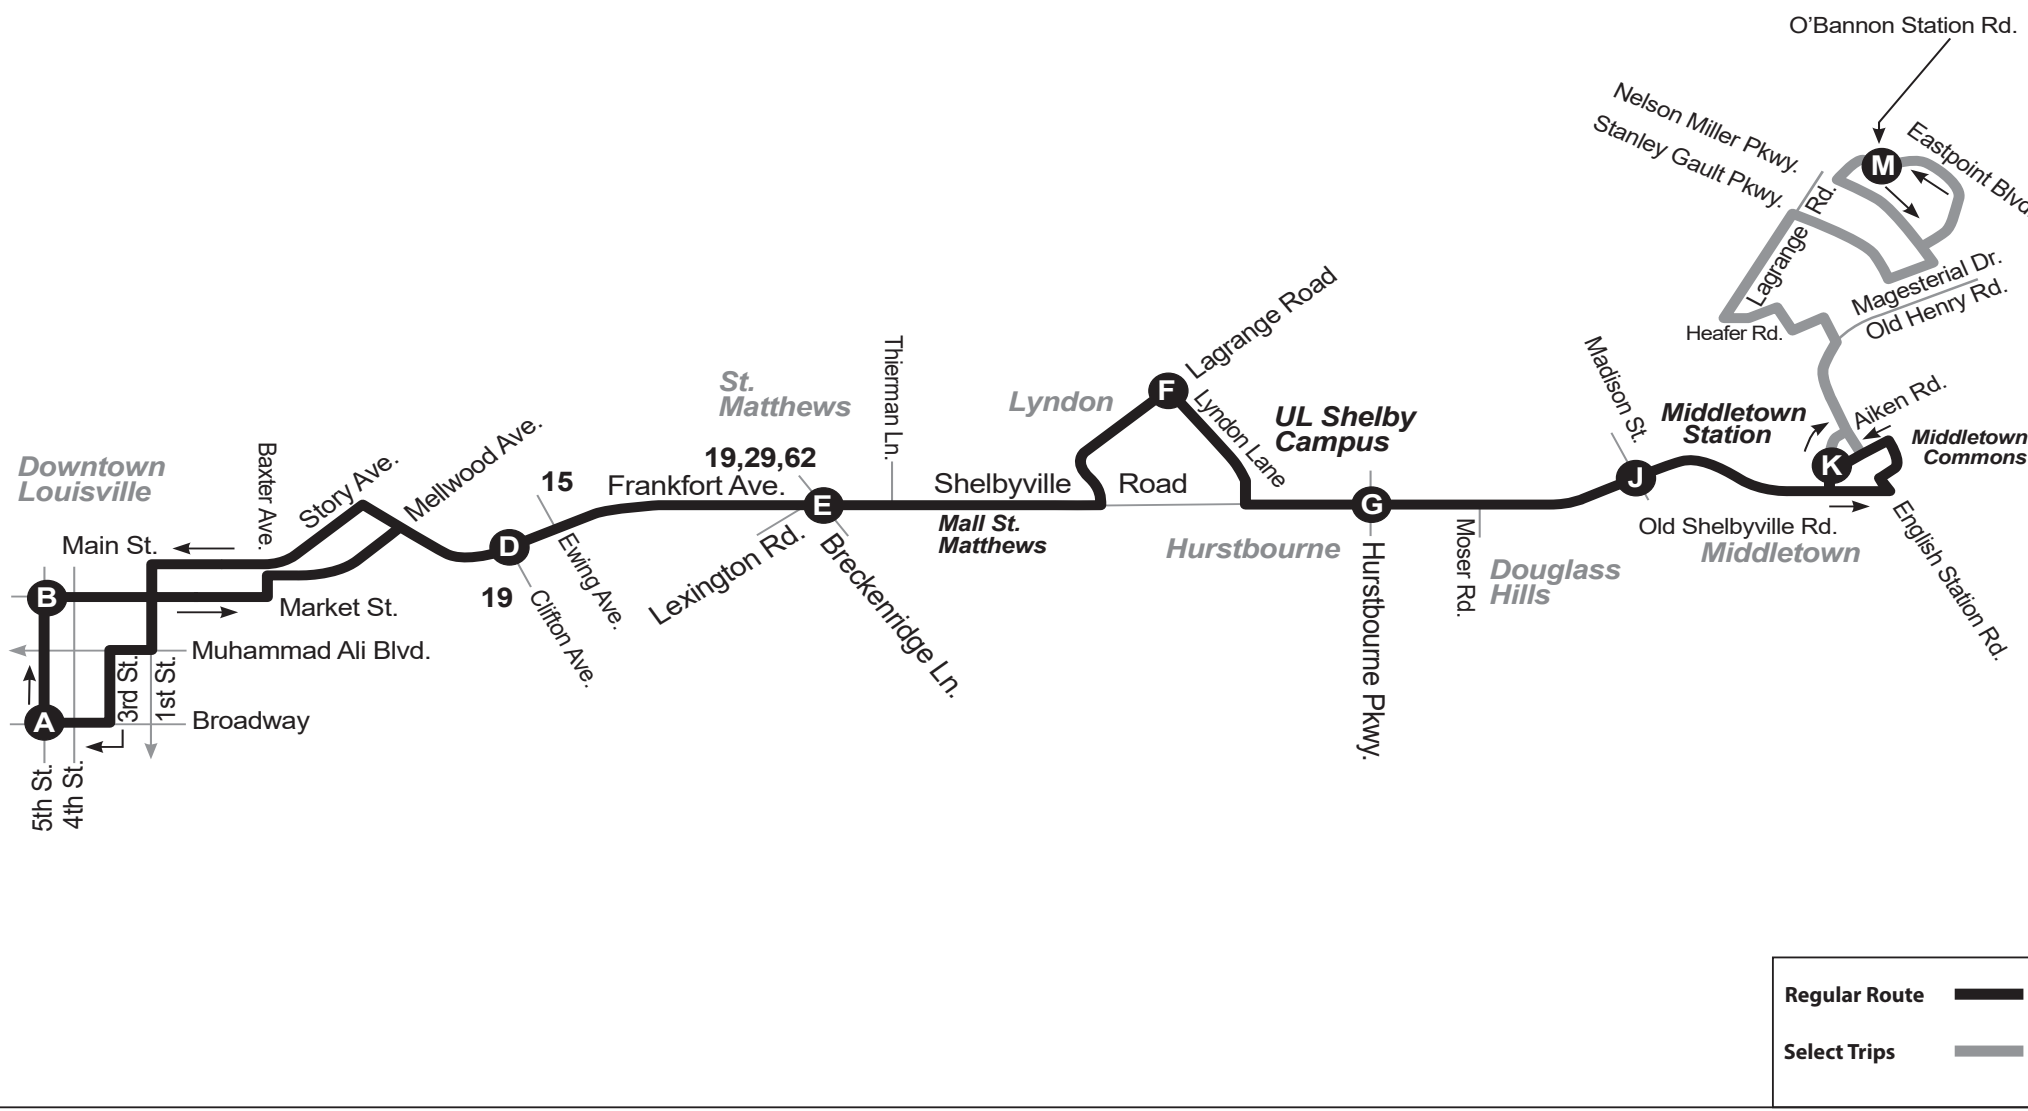 O'Bannon Station Rd.
Nelson Miller Pkwy.
Stanley Gault Pkwy.
M
Eastpoint Blvd.
Lagrange Rd.
Magesterial Dr.
Old Henry Rd.
Heafer Rd.
Aiken Rd.
Madison St.
Middletown
Station
Middletown
Commons
K
J
English Station Rd.
Old Shelbyville Rd.
Middletown
Lagrange Road
F
Lyndon
Lyndon Lane
UL Shelby
Campus
G
Hurstbourne Pkwy.
Moser Rd.
Douglass
Hills
Hurstbourne
Thierman Ln.
Shelbyville Road
Mall St.
Matthews
St.
Matthews
19,29,62
Frankfort Ave.
E
Lexington Rd.
Breckenridge Ln.
15
Ewing Ave.
D
19
Clifton Ave.
Mellwood Ave.
Story Ave.
Baxter Ave.
Downtown
Louisville
Main St.
B
Market St.
Muhammad Ali Blvd.
3rd St.
1st St.
A
Broadway
5th St.
4th St.
Regular Route
Select Trips